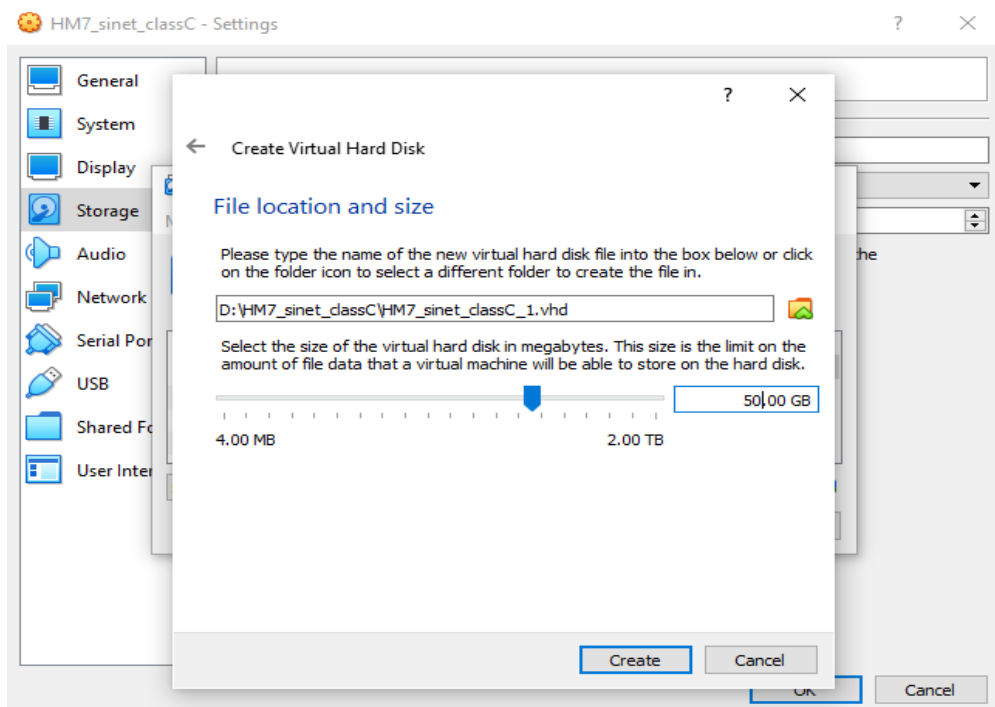 HM7_sinet_classC - Settings
?
General
System
Display
Storage
Audio
Network
Serial Por
USB
Shared Fo
User Inter
?
Create Virtual Hard Disk
File location and size
Please type the name of the new virtual hard disk file into the box below or click
on the folder icon to select a different folder to create the file in.
D:\HM7_sinet_classC\HM7_sinet_classC_1.vhd
Select the size of the virtual hard disk in megabytes. This size is the limit on the
amount of file data that a virtual machine will be able to store on the hard disk.
50.00 GB
4.00 MB
2.00 TB
the
Create
Cancel
OK
Cancel